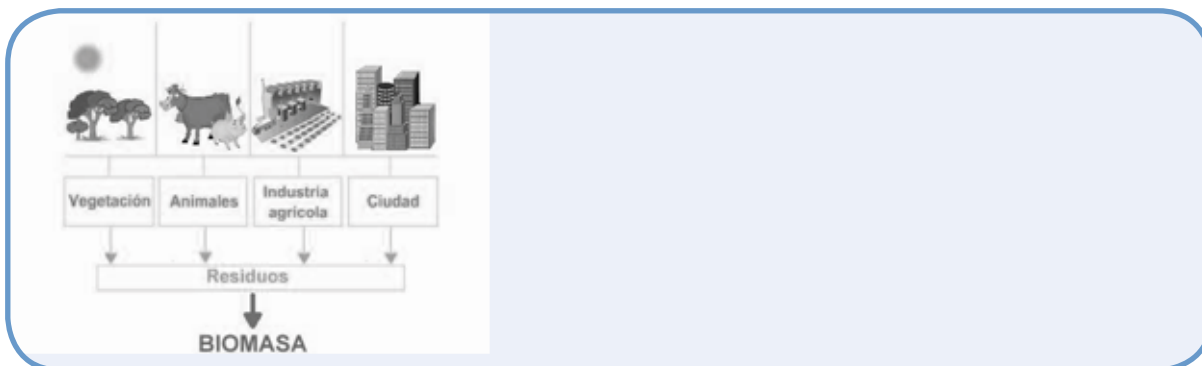 Vegetación
Animales
Industria
agrícola
Ciudad
Residuos
BIOMASA